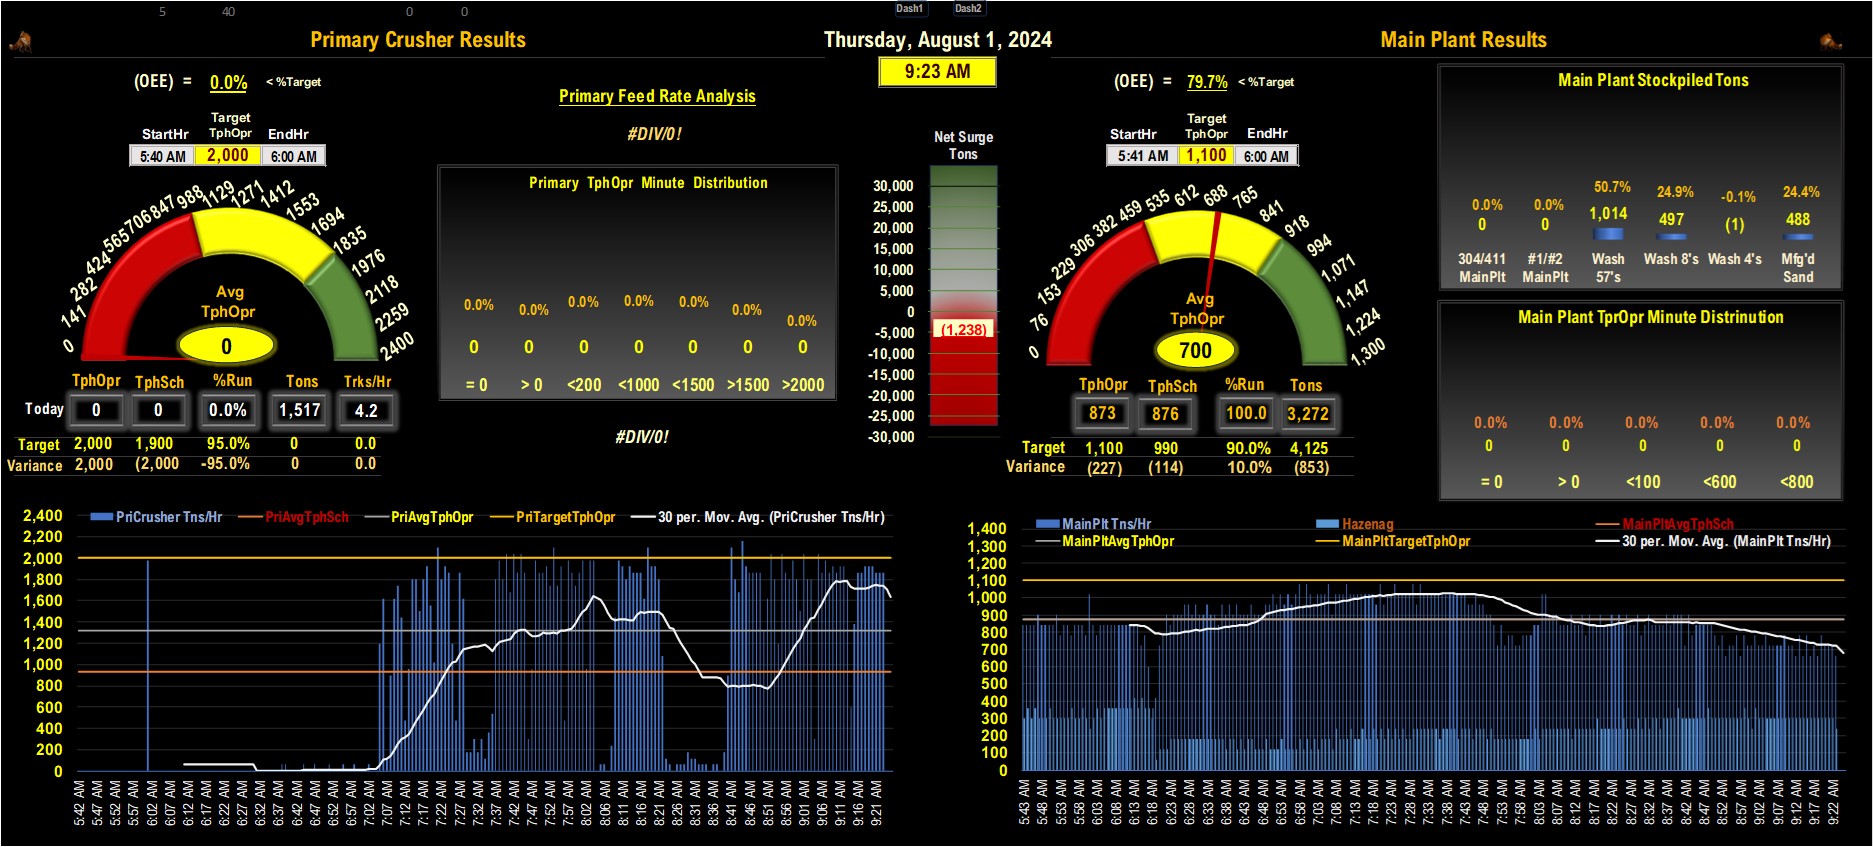 5 40 0 0 Dash1 Dash2
Primary Crusher Results
Thursday, August 1, 2024
Main Plant Results
9:23 AM
(OEE) = 0.0% < %Target
Target
StartHr TphOpr EndHr
5:40 AM 2,000 6:00 AM
0 141 282 424 565 706 847 988 1129 1271 1412 1553 1694 1835 1976 2118 2259 2400
Avg
TphOpr
0
TphOpr TphSch %Run Tons Trks/Hr
Today 0 0 0.0% 1,517 4.2
Target 2,000 1,900 95.0% 0 0.0
Variance 2,000 (2,000 -95.0% 0 0.0
Primary Feed Rate Analysis
#DIV/0!
Primary TphOpr Minute Distribution
0.0% 0.0% 0.0% 0.0% 0.0% 0.0% 0.0%
0 0 0 0 0 0 0
= 0 > 0 <200 <1000 <1500 >1500 >2000
#DIV/0!
Net Surge
Tons
30,000
25,000
20,000
15,000
10,000
5,000
0
-5,000
-10,000
-15,000
-20,000
-25,000
-30,000
(1,238)
(OEE) = 79.7% < %Target
Target
StartHr TphOpr EndHr
5:41 AM 1,100 6:00 AM
0 76 153 229 306 382 459 535 612 688 765 841 918 994 1,071 1,147 1,224 1,300
Avg
TphOpr
700
TphOpr TphSch %Run Tons
873 876 100.0 3,272
Target 1,100 990 90.0% 4,125
Variance (227) (114) 10.0% (853)
Main Plant Stockpiled Tons
0.0% 0.0% 50.7% 24.9% -0.1% 24.4%
0 0 1,014 497 (1) 488
304/411 #1/#2 Wash Wash 8's Wash 4's Mfg'd
MainPlt MainPlt 57's Sand
Main Plant TprOpr Minute Distrinution
0.0% 0.0% 0.0% 0.0% 0.0%
0 0 0 0 0
= 0 > 0 <100 <600 <800
PriCrusher Tns/Hr PriAvgTphSch PriAvgTphOpr PriTargetTphOpr 30 per. Mov. Avg. (PriCrusher Tns/Hr)
2,400
2,200
2,000
1,800
1,600
1,400
1,200
1,000
800
600
400
200
0
5:42 AM 5:47 AM 5:52 AM 5:57 AM 6:02 AM 6:07 AM 6:12 AM 6:17 AM 6:22 AM 6:27 AM 6:32 AM 6:37 AM 6:42 AM 6:47 AM 6:52 AM 6:57 AM 7:02 AM 7:07 AM 7:12 AM 7:17 AM 7:22 AM 7:27 AM 7:32 AM 7:37 AM 7:42 AM 7:47 AM 7:52 AM 7:57 AM 8:02 AM 8:06 AM 8:11 AM 8:16 AM 8:21 AM 8:26 AM 8:36 AM 8:36 AM 8:41 AM 8:46 AM 8:51 AM 8:56 AM 9:01 AM 9:06 AM 9:11 AM 9:16 AM 9:21 AM
MainPlt Tns/Hr Hazenag MainPltAvgTphSch
MainPltAvgTphOpr MainPltTargetTphOpr 30 per. Mov. Avg. (MainPlt Tns/Hr)
1,400
1,300
1,200
1,100
1,000
900
800
700
600
500
400
300
200
100
0
5:43 AM 5:48 AM 5:53 AM 5:58 AM 6:03 AM 6:08 AM 6:13 AM 6:18 AM 6:23 AM 6:28 AM 6:33 AM 6:38 AM 6:43 AM 6:48 AM 6:53 AM 6:58 AM 7:03 AM 7:08 AM 7:13 AM 7:18 AM 7:23 AM 7:28 AM 7:33 AM 7:38 AM 7:43 AM 7:48 AM 7:53 AM 7:58 AM 8:03 AM 8:07 AM 8:12 AM 8:17 AM 8:22 AM 8:27 AM 8:32 AM 8:37 AM 8:42 AM 8:47 AM 8:52 AM 8:57 AM 9:02 AM 9:07 AM 9:12 AM 9:17 AM 9:22 AM